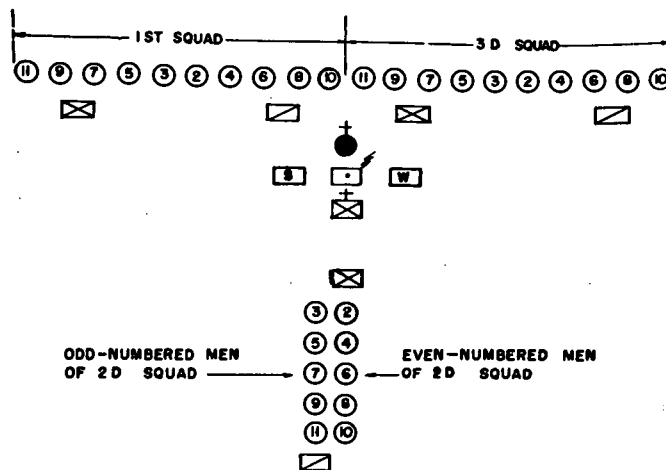 1ST SQUAD 3D SQUAD
11 9 7 5 3 2 4 6 8 10 11 9 7 5 3 2 4 6 8 10
S W
3 2
5 4
ODD-NUMBERED MEN EVEN-NUMBERED MEN
OF 2D SQUAD 7 6 OF 2D SQUAD
9 8
11 10